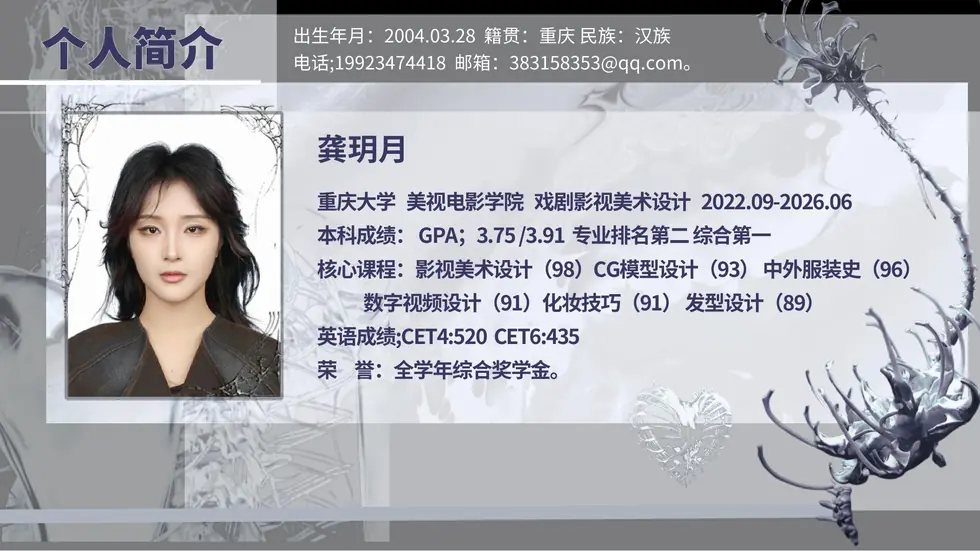 个人简介
出生年月：2004.03.28 籍贯：重庆 民族：汉族
电话;19923474418 邮箱：383158353@qq.com。
龚玥月
重庆大学 美视电影学院 戏剧影视美术设计 2022.09-2026.06
本科成绩： GPA；3.75 /3.91 专业排名第二 综合第一
核心课程：影视美术设计（98）CG模型设计（93） 中外服装史（96）
数字视频设计（91）化妆技巧（91） 发型设计（89）
英语成绩;CET4:520 CET6:435
荣 誉：全学年综合奖学金。